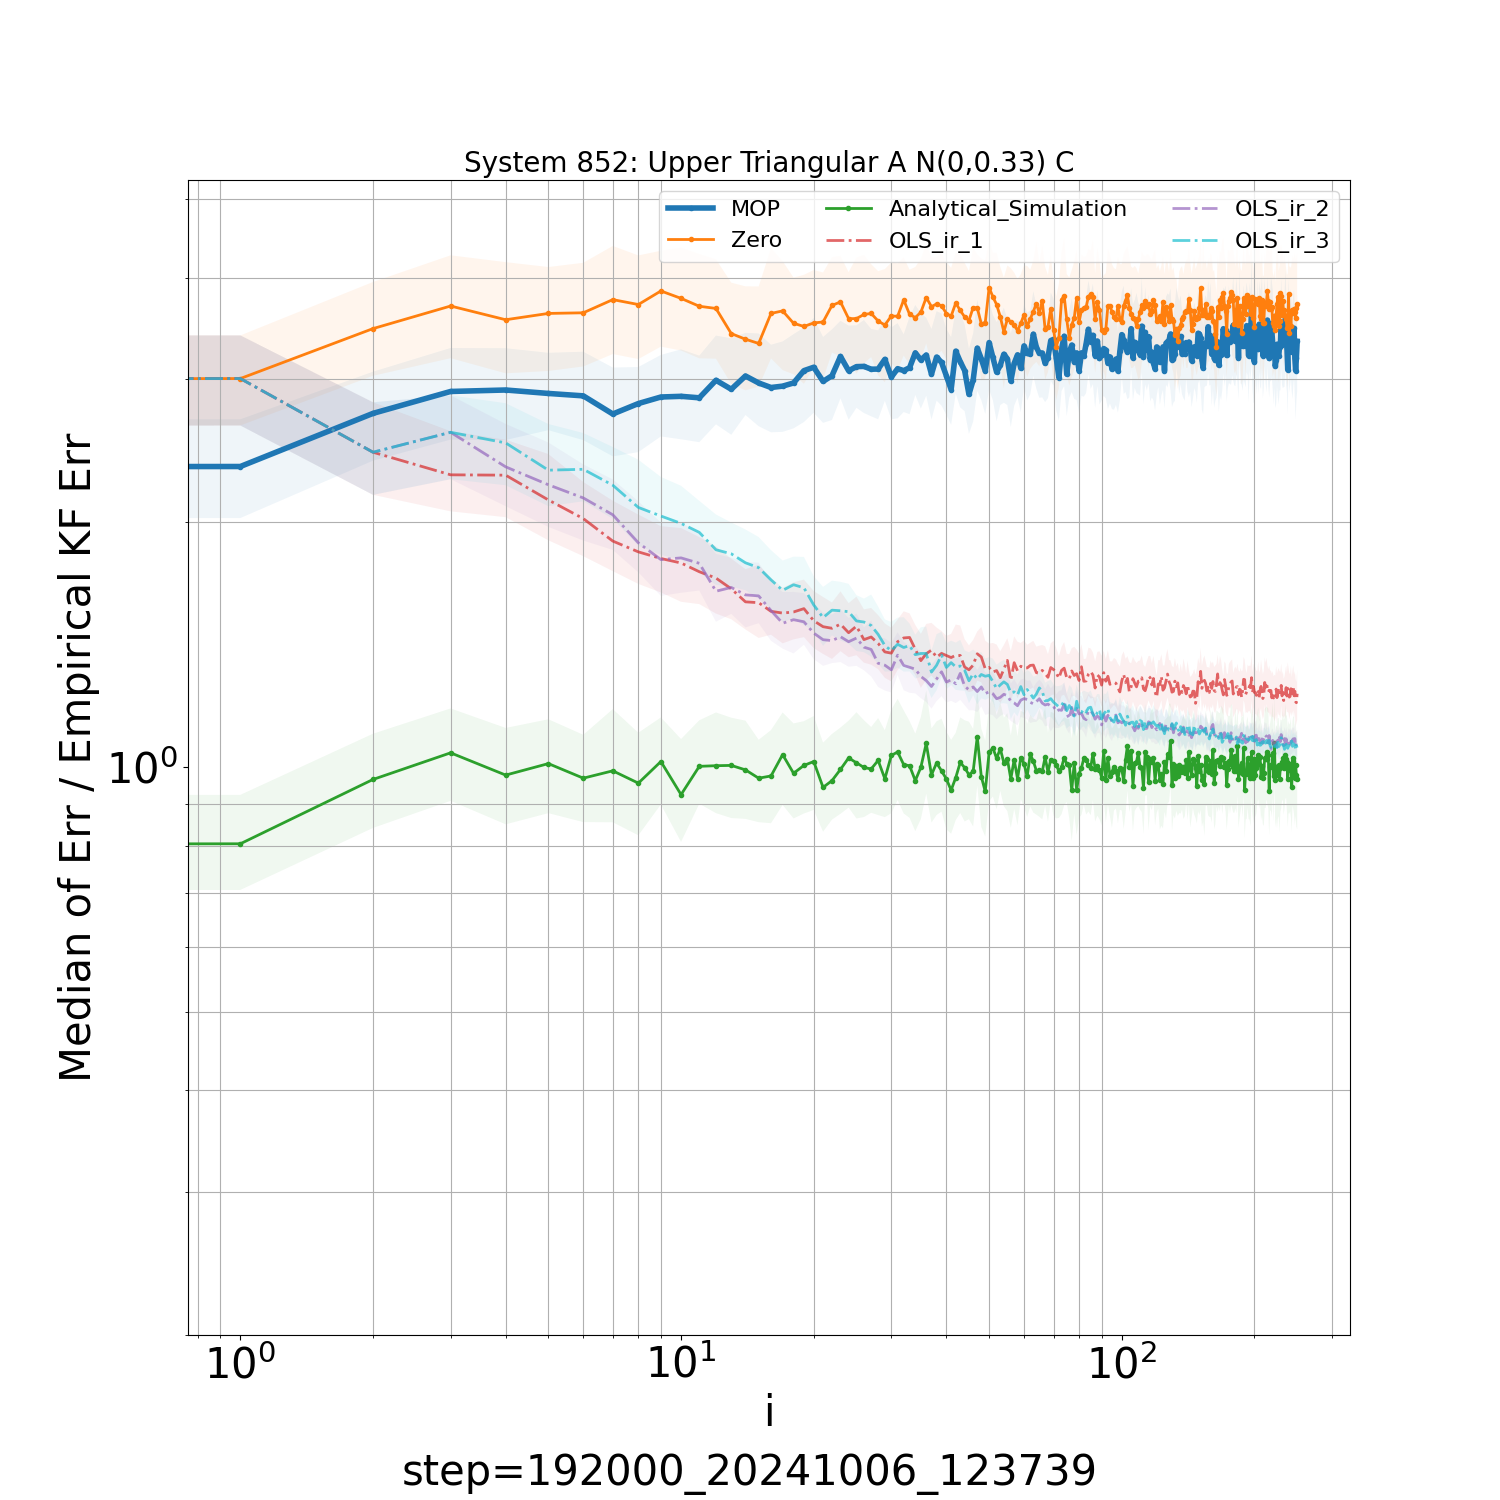 System 852: Upper Triangular A N(0,0.33) C
MOP
Zero
Analytical_Simulation
OLS_ir_1
OLS_ir_2
OLS_ir_3
Median of Err / Empirical KF Err
10⁰
10⁰ 10¹ 10²
i
step=192000_20241006_123739